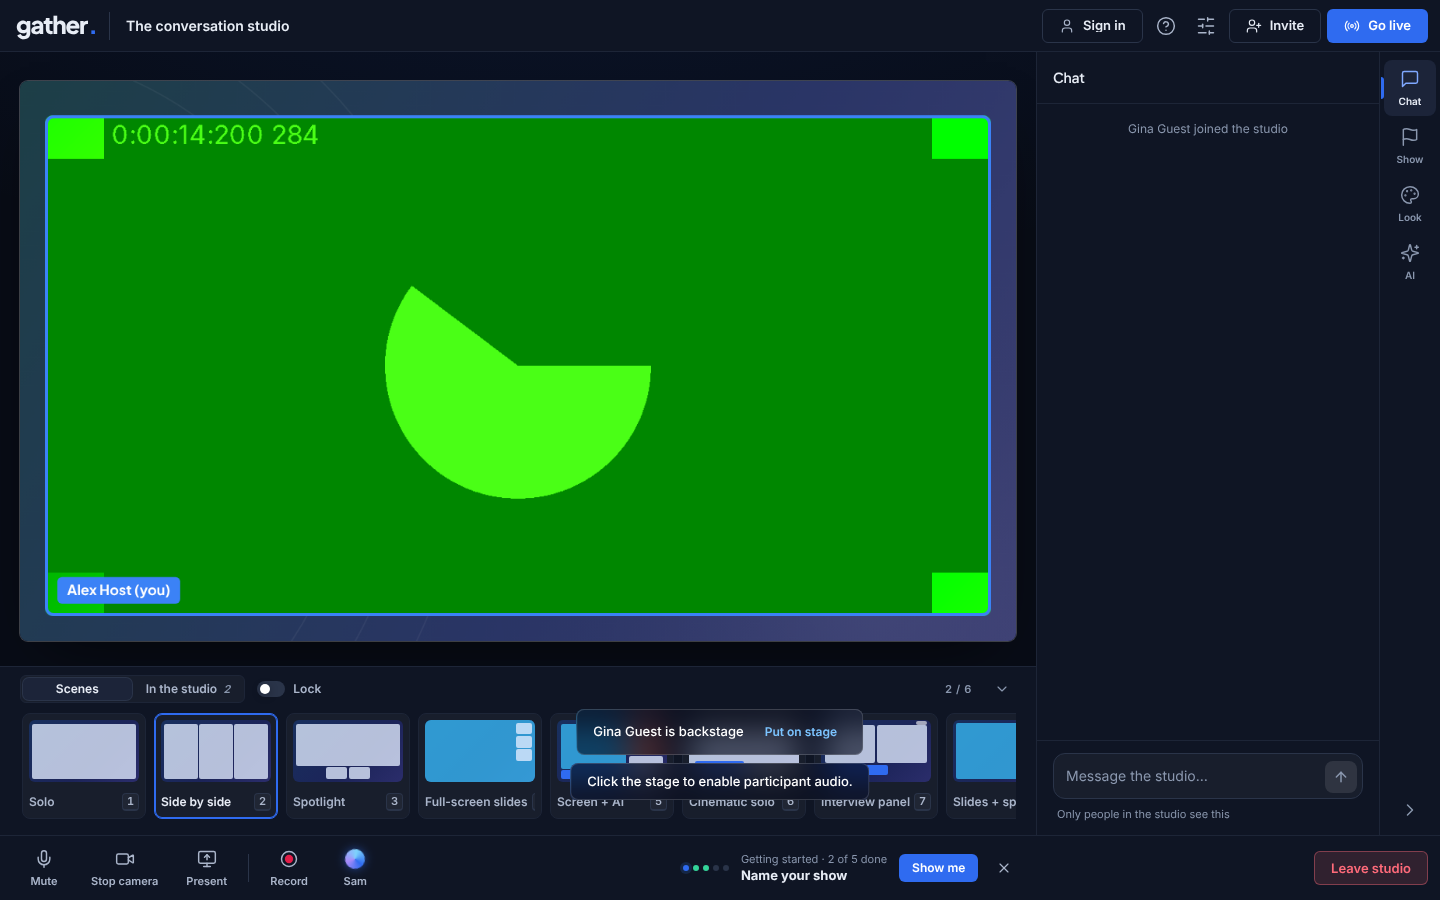 gather.
The conversation studio
Sign in
Invite
Go live
0:00:14:200 284
Alex Host (you)
Chat
Gina Guest joined the studio
Chat
Show
Look
AI
Scenes
In the studio 2
Lock
2 / 6
Gina Guest is backstage
Put on stage
Click the stage to enable participant audio.
Solo 1
Side by side 2
Spotlight 3
Full-screen slides
Screen + AI 5
Cinematic solo 6
Interview panel 7
Slides + sp
Message the studio...
Only people in the studio see this
Mute
Stop camera
Present
Record
Sam
Getting started · 2 of 5 done
Name your show
Show me
Leave studio